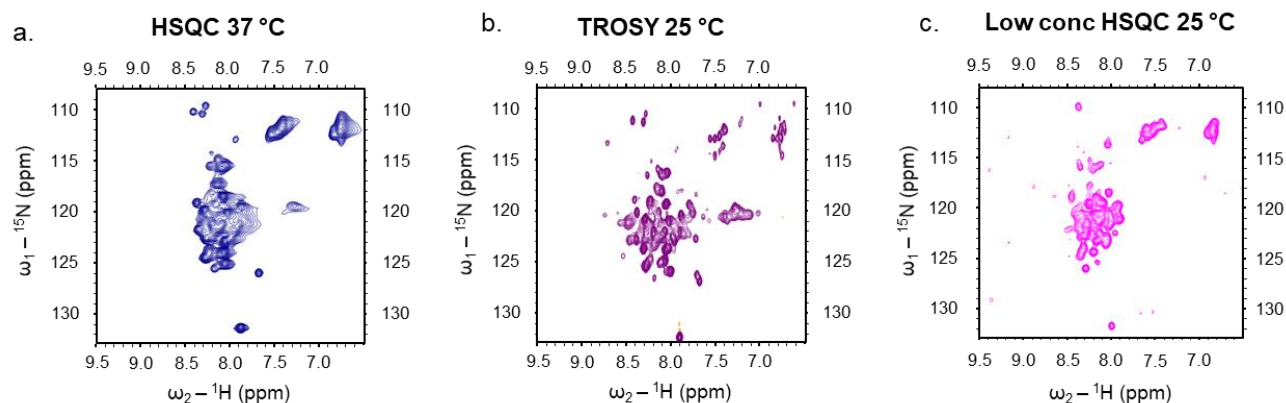 a.
HSQC 37 °C
9.5 9.0 8.5 8.0 7.5 7.0
110 110
115 115
120 120
125 125
130 130
ω₁ – ¹⁵N (ppm)
9.5 9.0 8.5 8.0 7.5 7.0
ω₂ – ¹H (ppm)
b.
TROSY 25 °C
9.5 9.0 8.5 8.0 7.5 7.0
110 110
115 115
120 120
125 125
130 130
ω₁ – ¹⁵N (ppm)
9.5 9.0 8.5 8.0 7.5 7.0
ω₂ – ¹H (ppm)
c.
Low conc HSQC 25 °C
9.5 9.0 8.5 8.0 7.5 7.0
110 110
115 115
120 120
125 125
130 130
ω₁ – ¹⁵N (ppm)
9.5 9.0 8.5 8.0 7.5 7.0
ω₂ – ¹H (ppm)